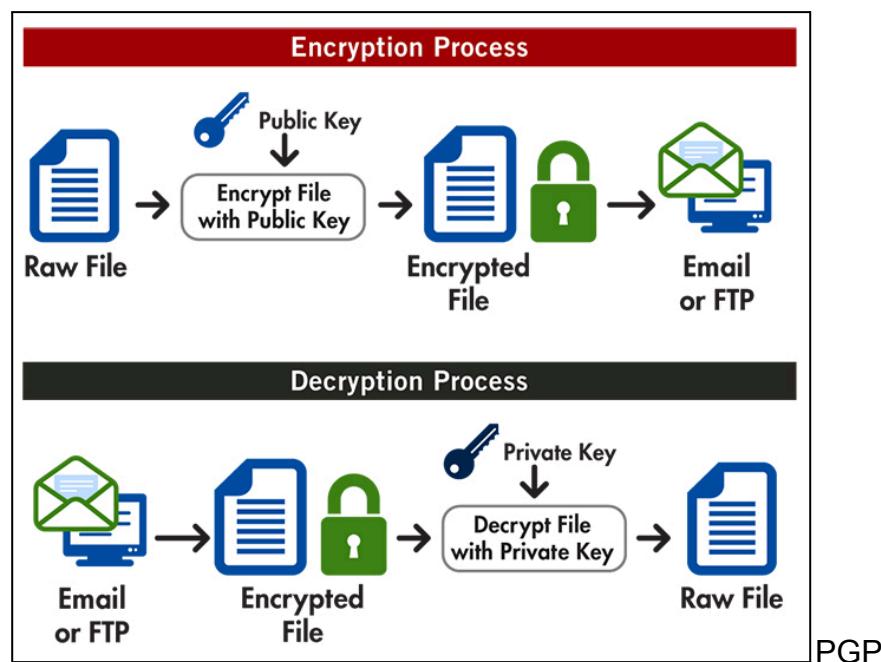 Encryption Process
Public Key
Encrypt File
with Public Key
Raw File
Encrypted
File
Email
or FTP
Decryption Process
Private Key
Decrypt File
with Private Key
Email
or FTP
Encrypted
File
Raw File
PGP